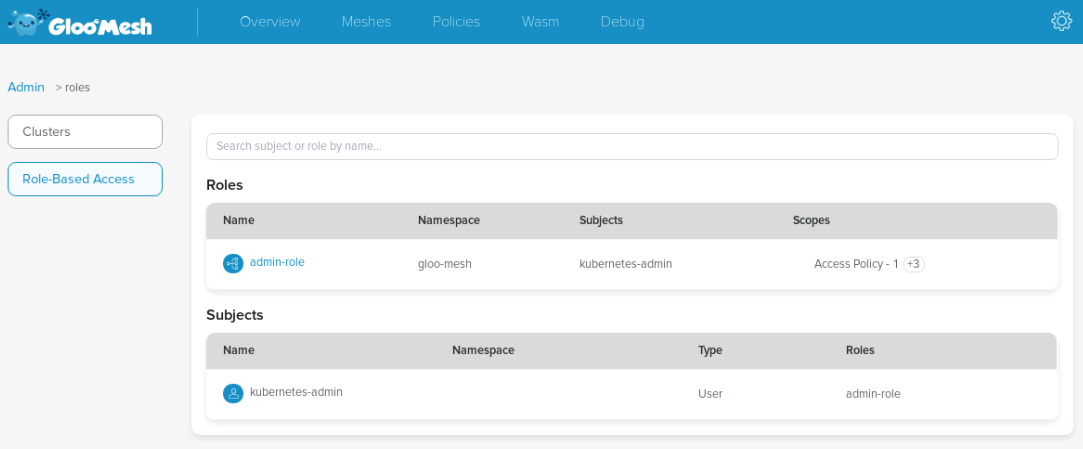 Gloo Mesh Overview Meshes Policies Wasm Debug
Admin > roles
Clusters
Role-Based Access
Search subject or role by name...
Roles
Name Namespace Subjects Scopes
admin-role gloo-mesh kubernetes-admin Access Policy - 1 +3
Subjects
Name Namespace Type Roles
kubernetes-admin User admin-role